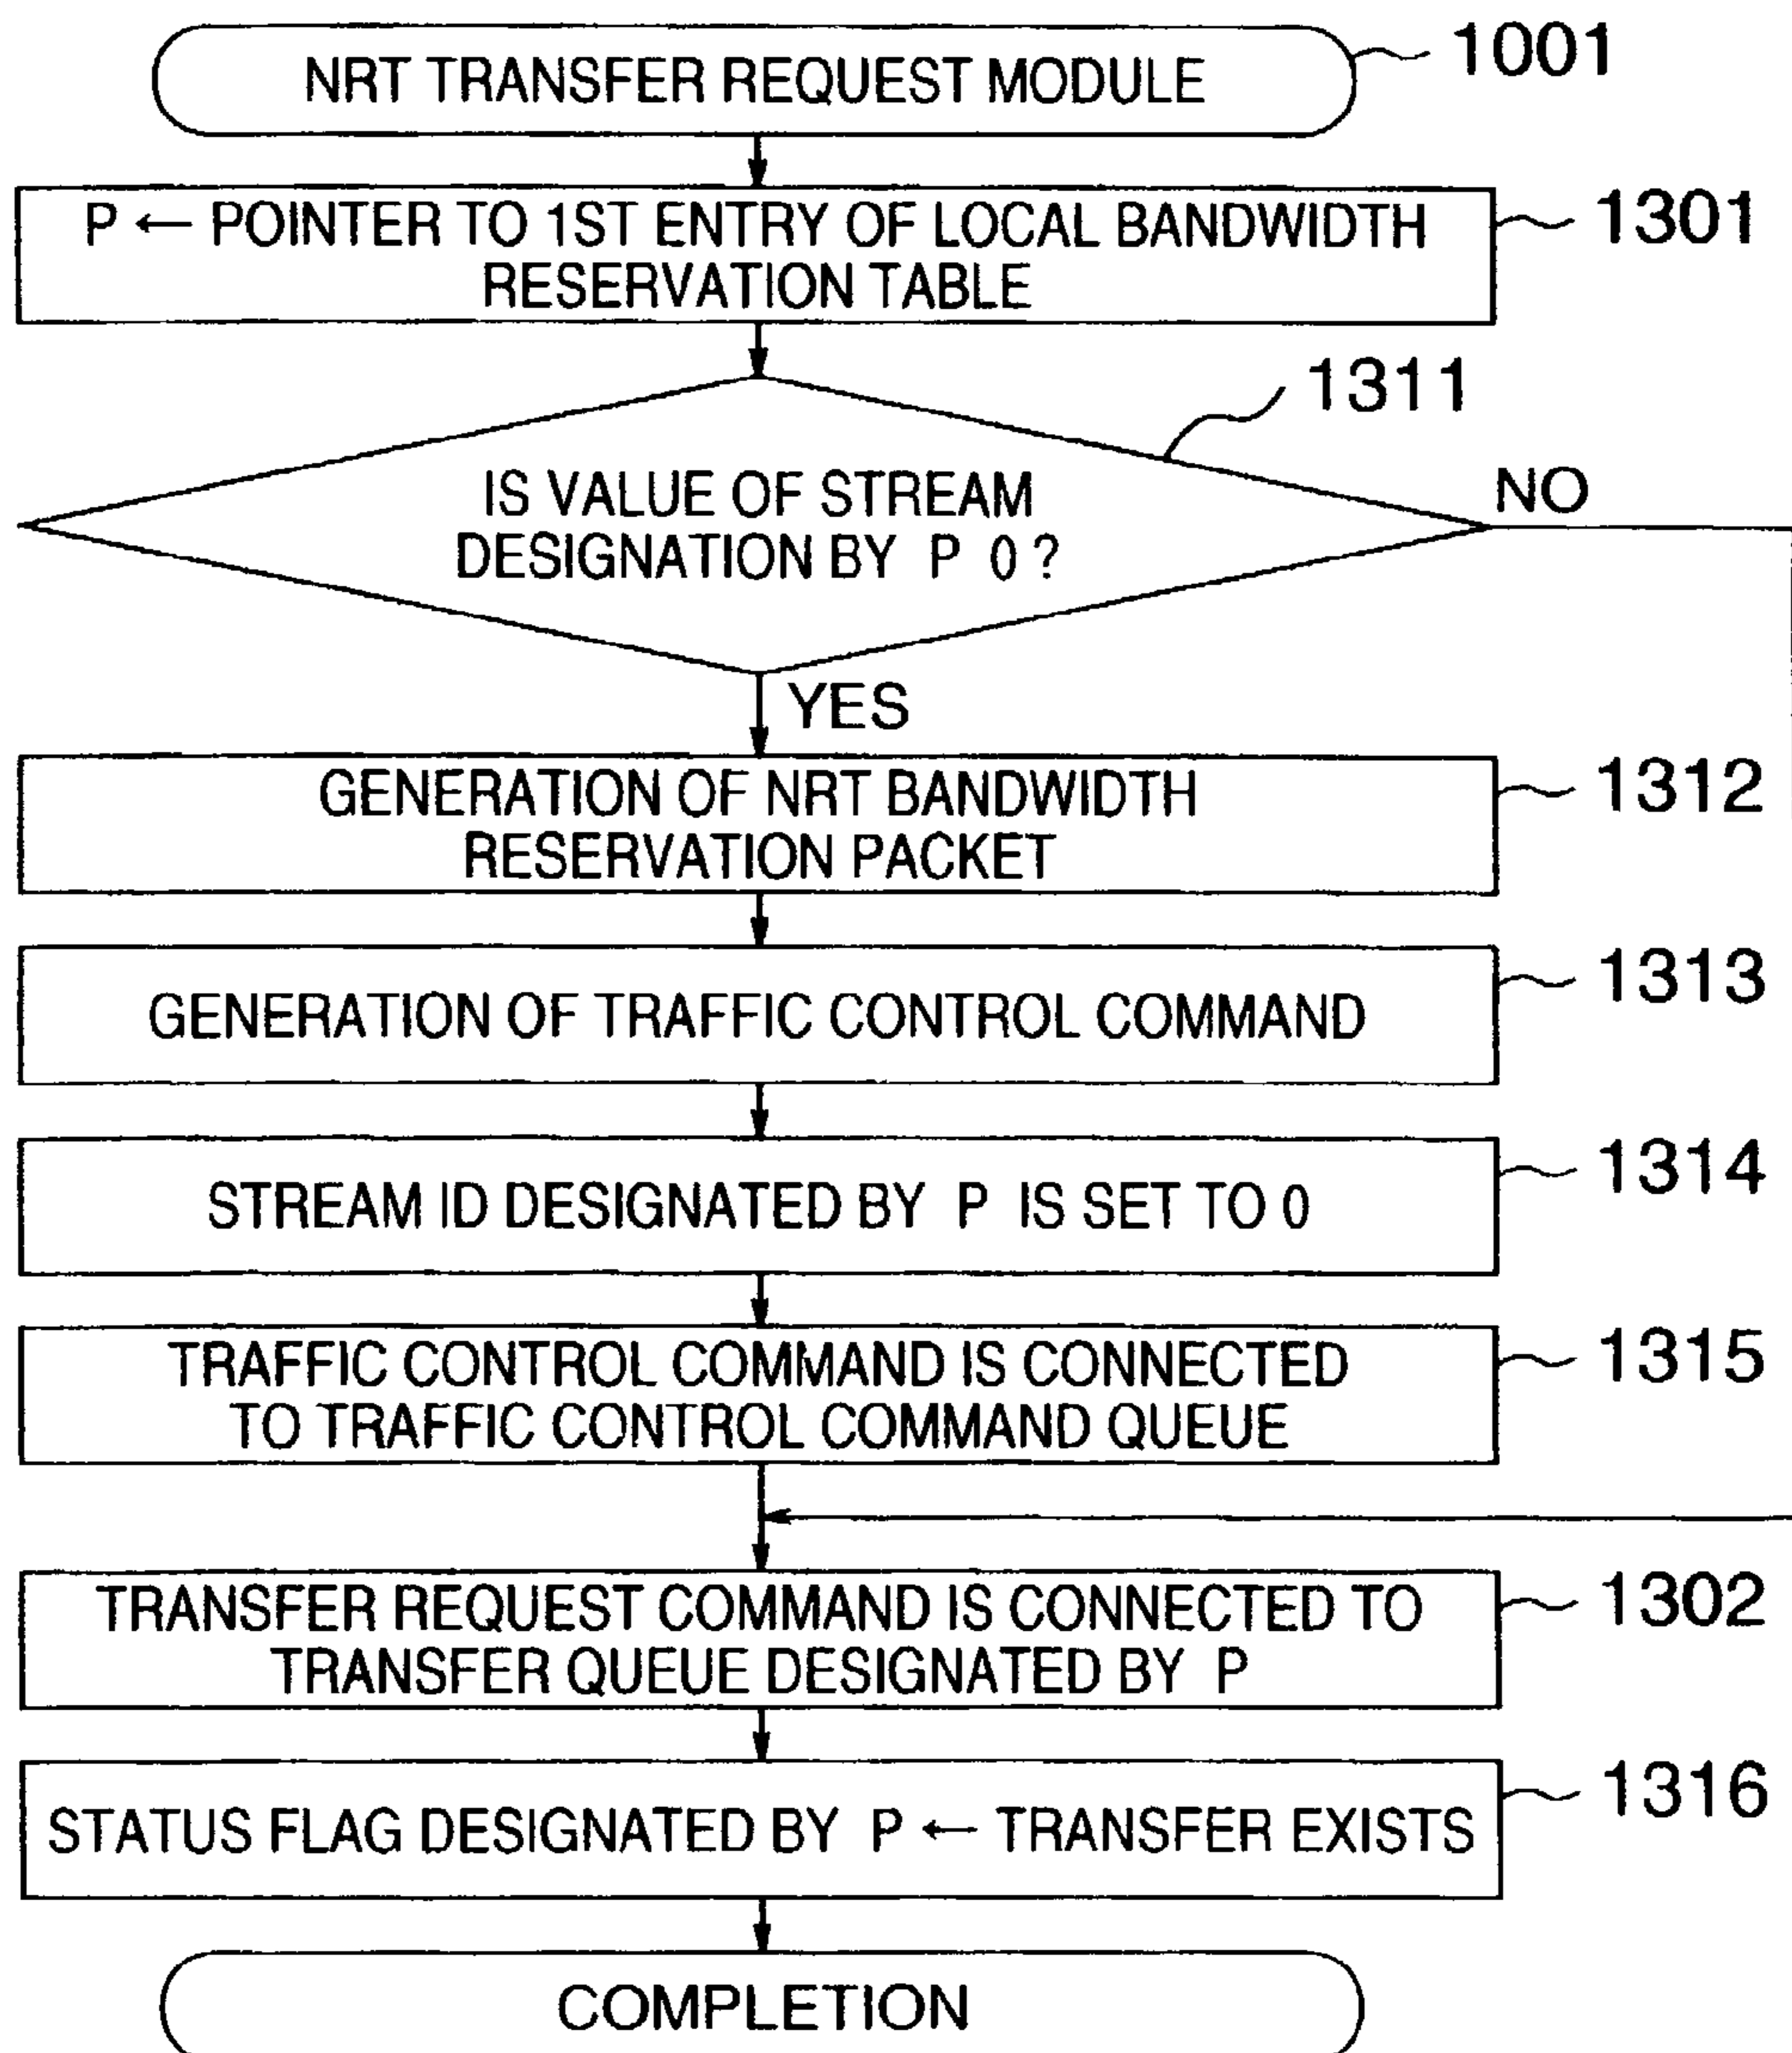 NRT TRANSFER REQUEST MODULE
1001
P ← POINTER TO 1ST ENTRY OF LOCAL BANDWIDTH
RESERVATION TABLE
1301
1311
IS VALUE OF STREAM
DESIGNATION BY P 0 ?
NO
YES
GENERATION OF NRT BANDWIDTH
RESERVATION PACKET
1312
GENERATION OF TRAFFIC CONTROL COMMAND
1313
STREAM ID DESIGNATED BY P IS SET TO 0
1314
TRAFFIC CONTROL COMMAND IS CONNECTED
TO TRAFFIC CONTROL COMMAND QUEUE
1315
TRANSFER REQUEST COMMAND IS CONNECTED TO
TRANSFER QUEUE DESIGNATED BY P
1302
STATUS FLAG DESIGNATED BY P ← TRANSFER EXISTS
1316
COMPLETION